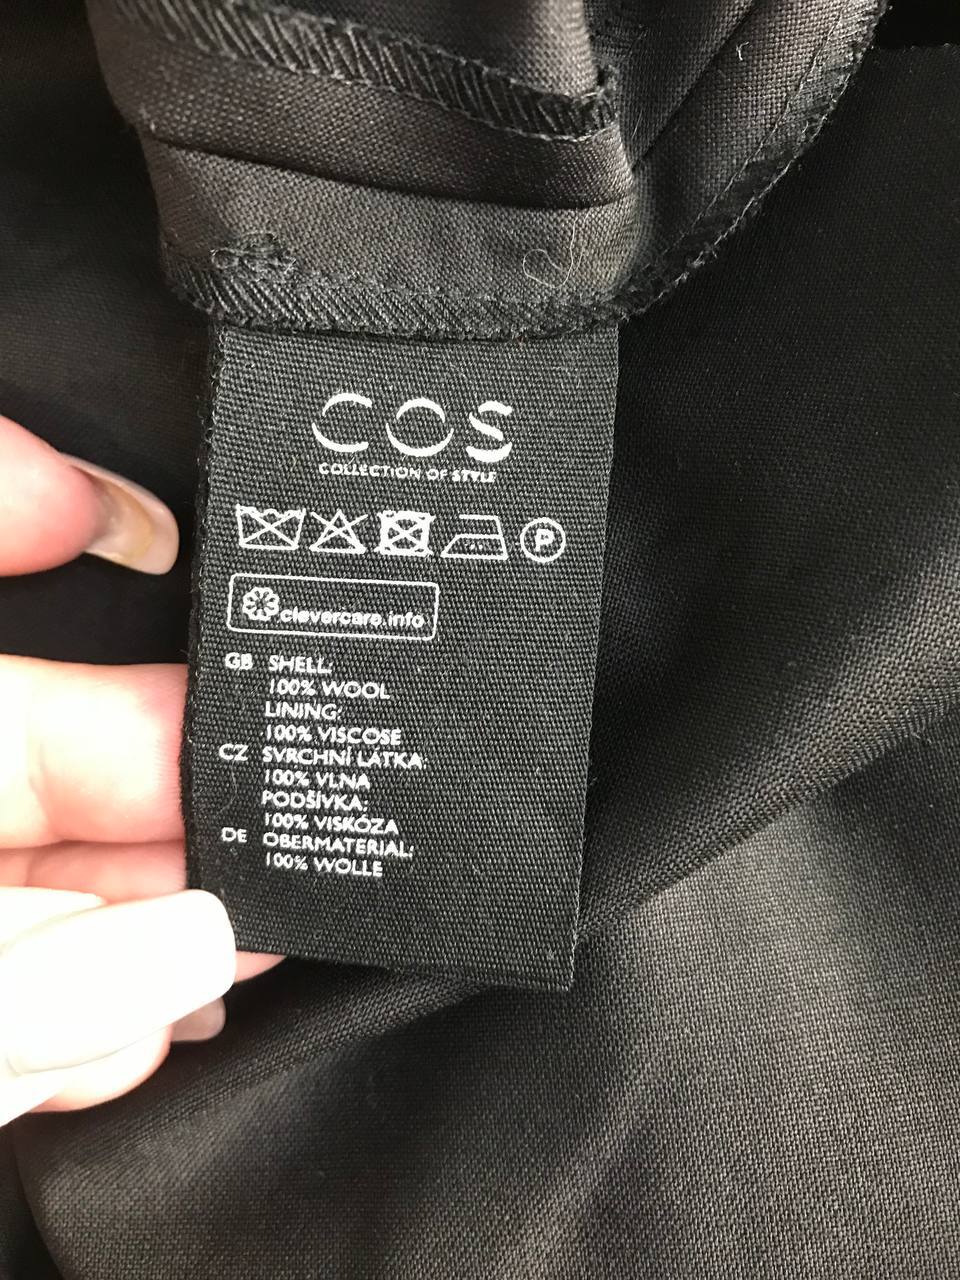 COS
COLLECTION OF STYLE
P
clevercare.info
GB SHELL:
100% WOOL
LINING:
100% VISCOSE
CZ SVRCHNÍ LÁTKA:
100% VLNA
PODŠÍVKA:
100% VISKÓZA
DE OBERMATERIAL:
100% WOLLE